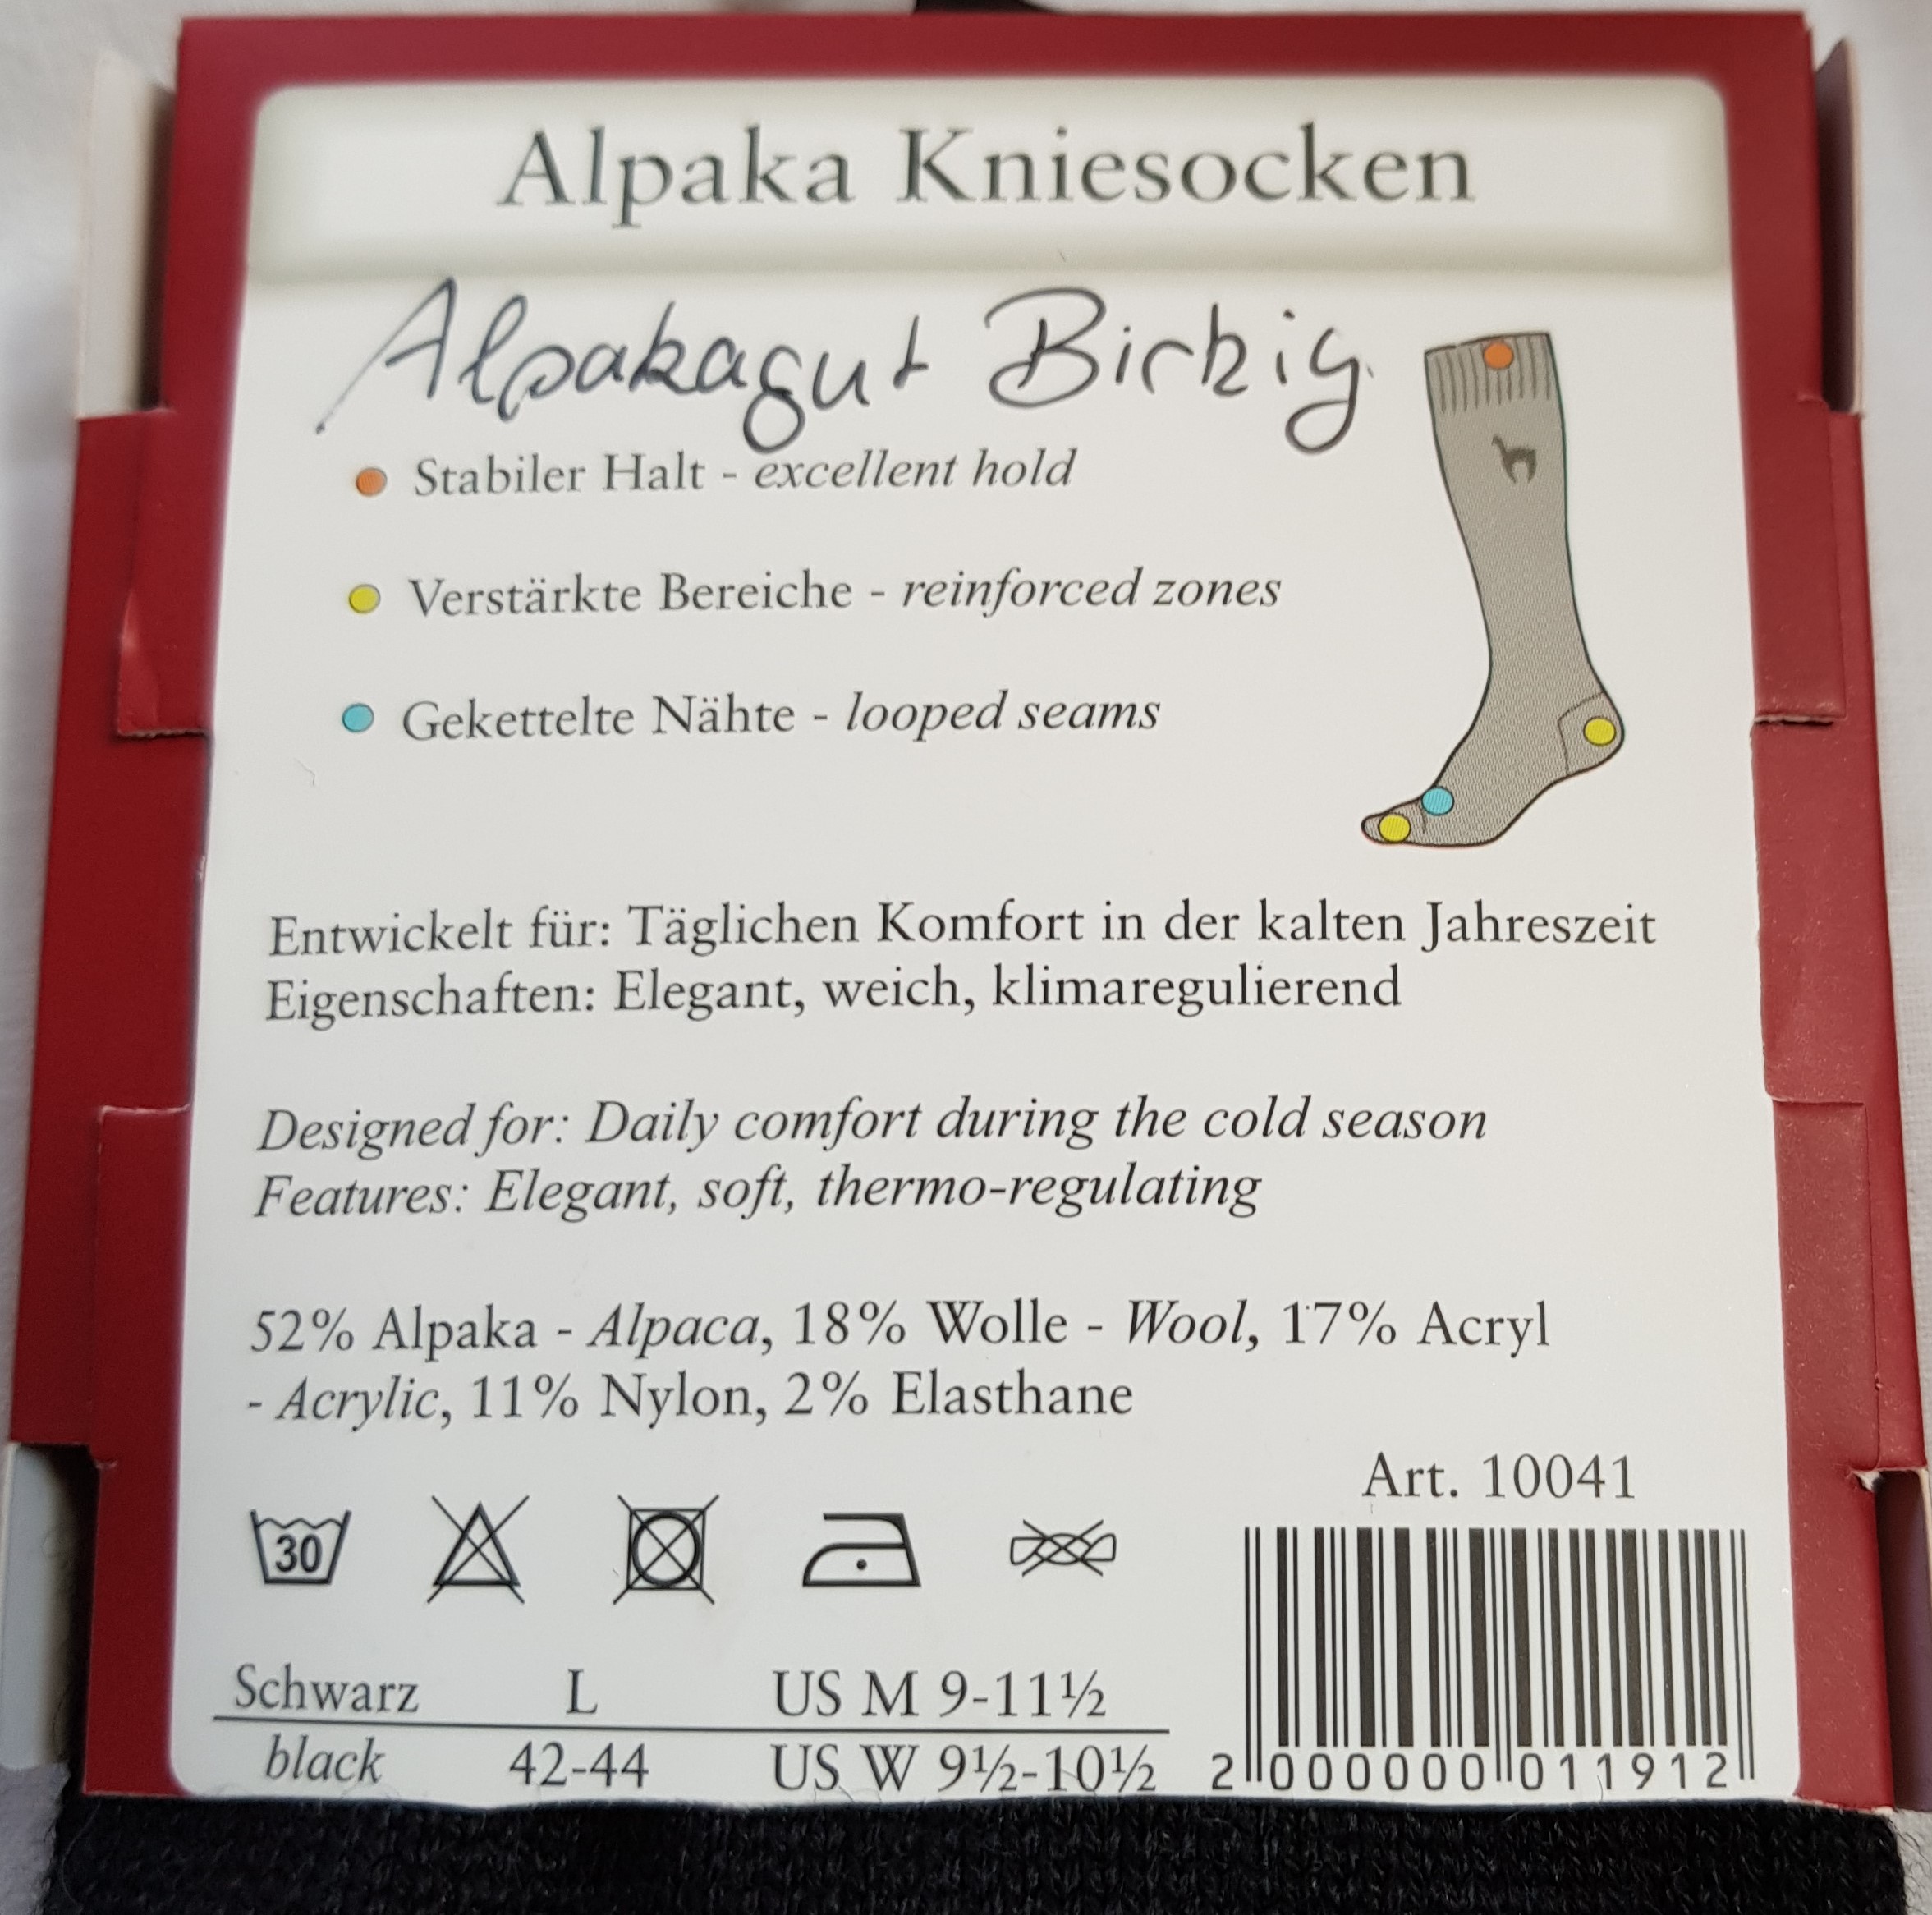 Alpaka Kniesocken
Alpakagut Birkig
Stabiler Halt - excellent hold
Verstärkte Bereiche - reinforced zones
Gekettelte Nähte - looped seams
Entwickelt für: Täglichen Komfort in der kalten Jahreszeit
Eigenschaften: Elegant, weich, klimaregulierend
Designed for: Daily comfort during the cold season
Features: Elegant, soft, thermo-regulating
52% Alpaka - Alpaca, 18% Wolle - Wool, 17% Acryl
- Acrylic, 11% Nylon, 2% Elasthane
Art. 10041
30
Schwarz L US M 9-11½
black 42-44 US W 9½-10½
2 000000 011912